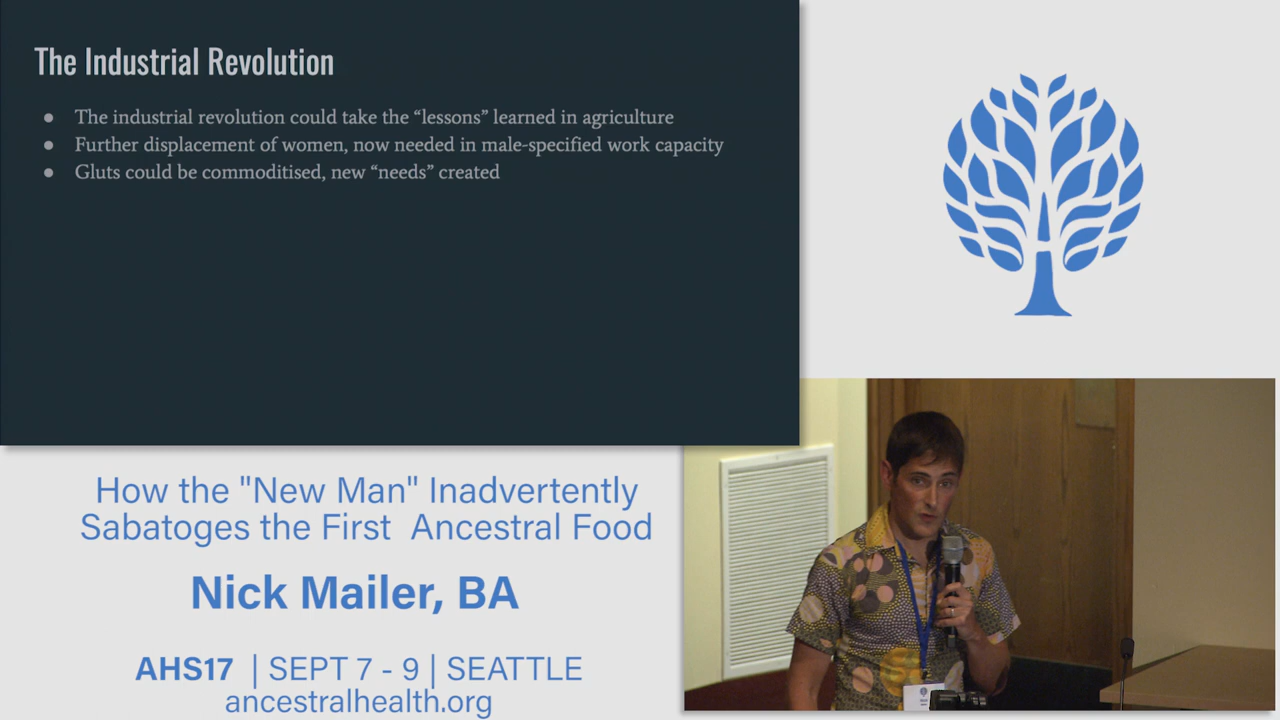 The Industrial Revolution
● The industrial revolution could take the “lessons” learned in agriculture
● Further displacement of women, now needed in male-specified work capacity
● Gluts could be commoditised, new “needs” created
How the "New Man" Inadvertently
Sabatoges the First Ancestral Food
Nick Mailer, BA
AHS17 | SEPT 7 - 9 | SEATTLE
ancestralhealth.org